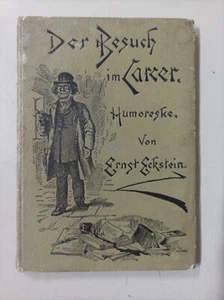 Der Besuch
im Carcer.
Humoreske.
Von
Ernst Eckstein.